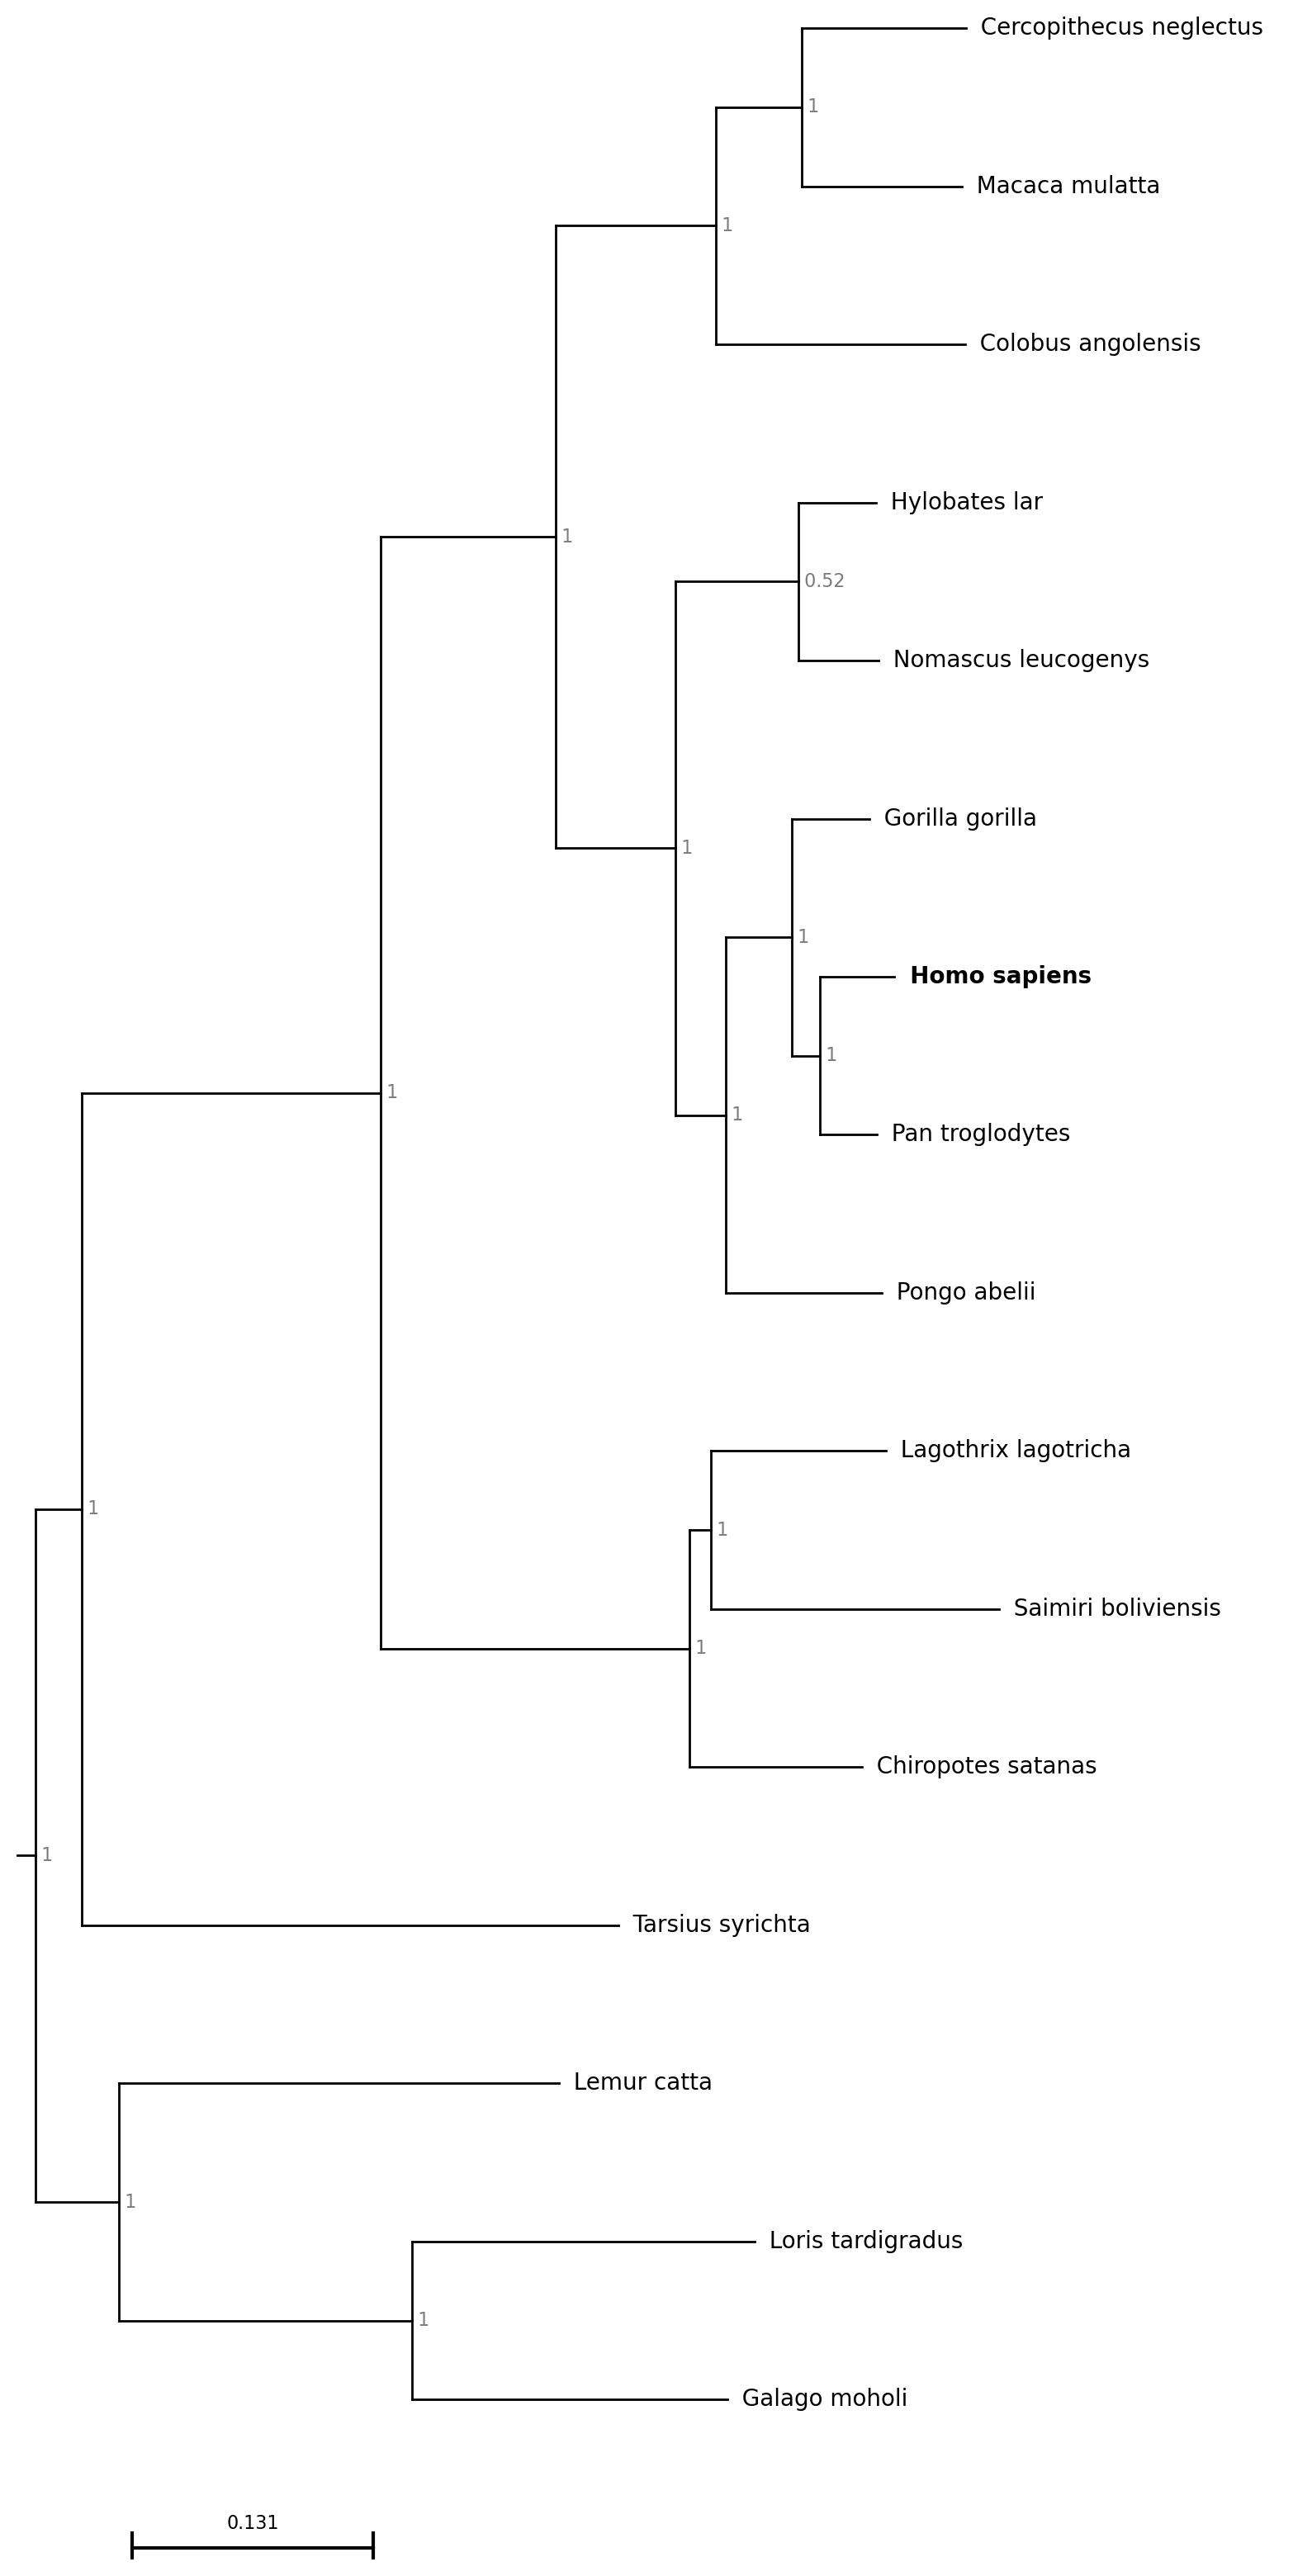 Cercopithecus neglectus
1
Macaca mulatta
1
Colobus angolensis
Hylobates lar
1
0.52
Nomascus leucogenys
Gorilla gorilla
1
1
Homo sapiens
1
1
1
Pan troglodytes
Pongo abelii
Lagothrix lagotricha
1
1
Saimiri boliviensis
1
Chiropotes satanas
1
Tarsius syrichta
Lemur catta
1
Loris tardigradus
1
Galago moholi
0.131